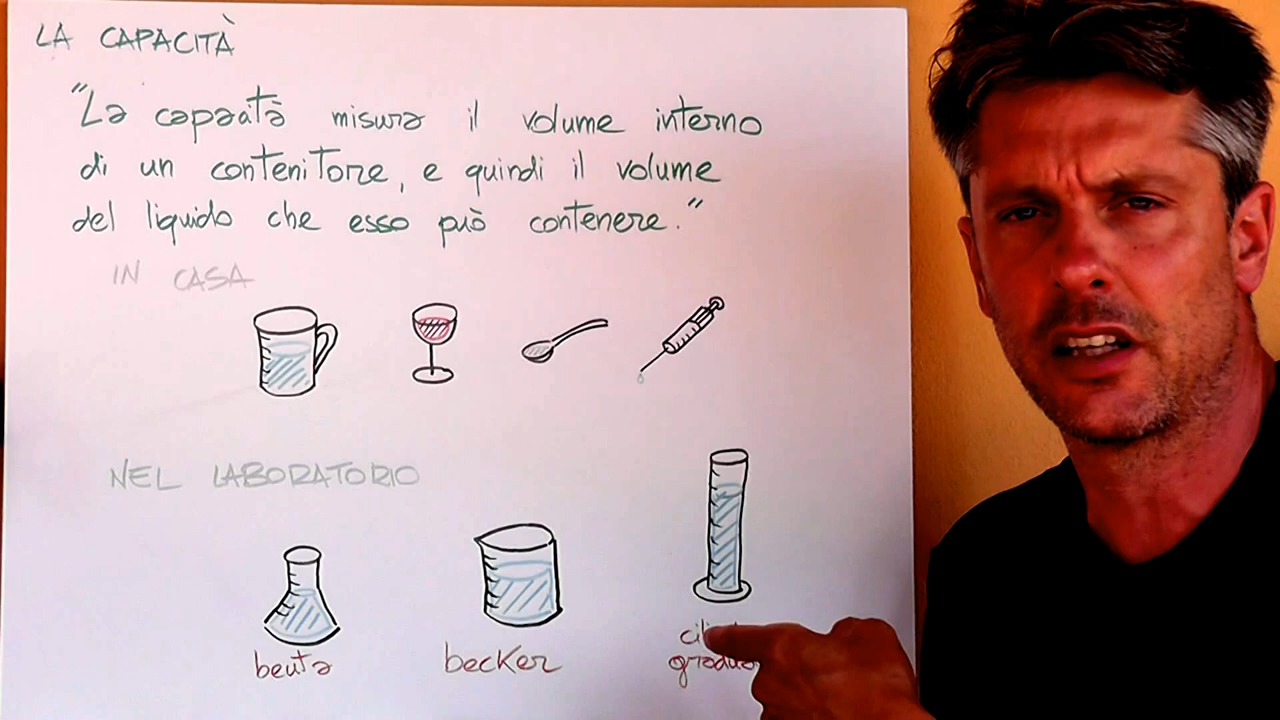 LA CAPACITÀ
"La capacità misura il volume interno
di un contenitore, e quindi il volume
del liquido che esso può contenere."
IN CASA
NEL LABORATORIO
beuta
becker